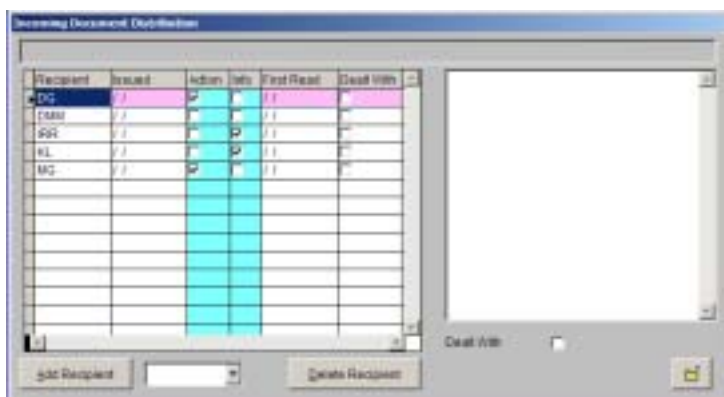 Incoming Document Distribution
Recipient Issued Action Info First Read Dealt With
DG / / / /
DMM / / / /
IRR / / / /
KL / / / /
MG / / / /
Dealt With
Add Recipient Delete Recipient